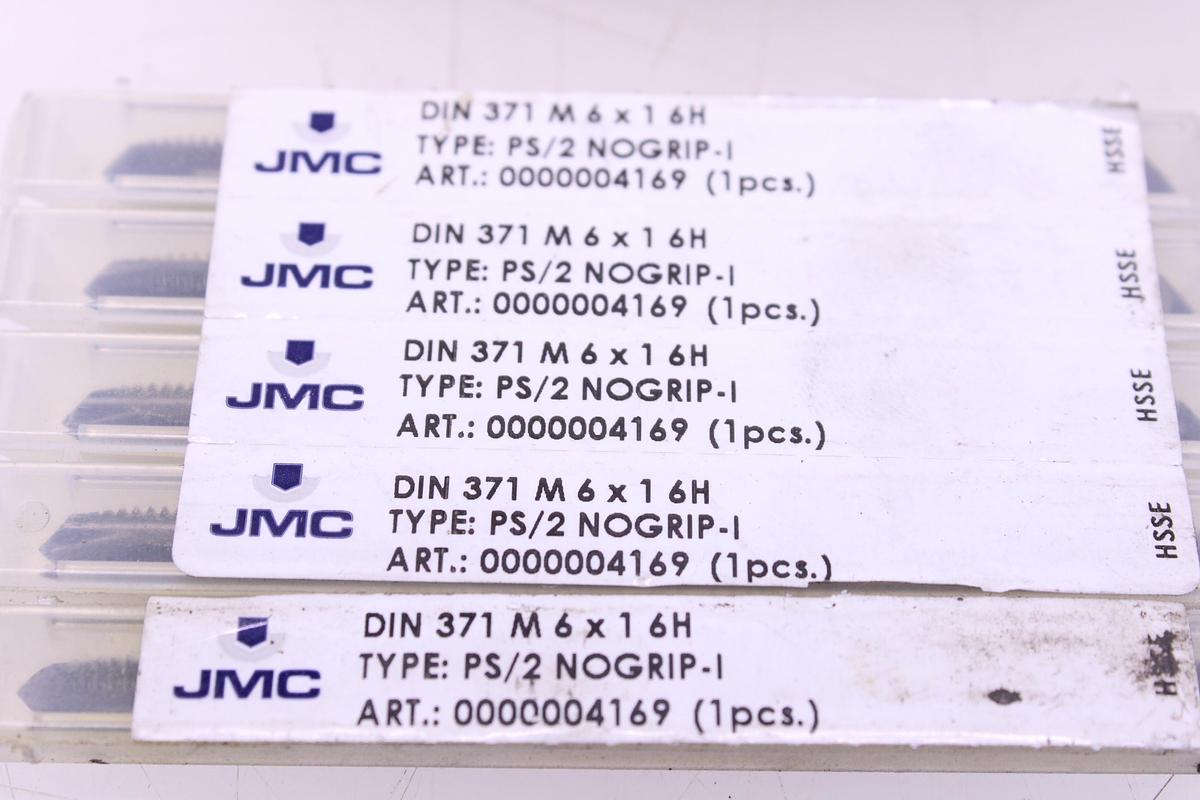 DIN 371 M 6 x 1 6H
JMC
TYPE: PS/2 NOGRIP-I
ART.: 0000004169 (1pcs.)
HSSE
DIN 371 M 6 x 1 6H
JMC
TYPE: PS/2 NOGRIP-I
ART.: 0000004169 (1pcs.)
HSSE
DIN 371 M 6 x 1 6H
JMC
TYPE: PS/2 NOGRIP-I
ART.: 0000004169 (1pcs.)
HSSE
DIN 371 M 6 x 1 6H
JMC
TYPE: PS/2 NOGRIP-I
ART.: 0000004169 (1pcs.)
HSSE
DIN 371 M 6 x 1 6H
JMC
TYPE: PS/2 NOGRIP-I
ART.: 0000004169 (1pcs.)